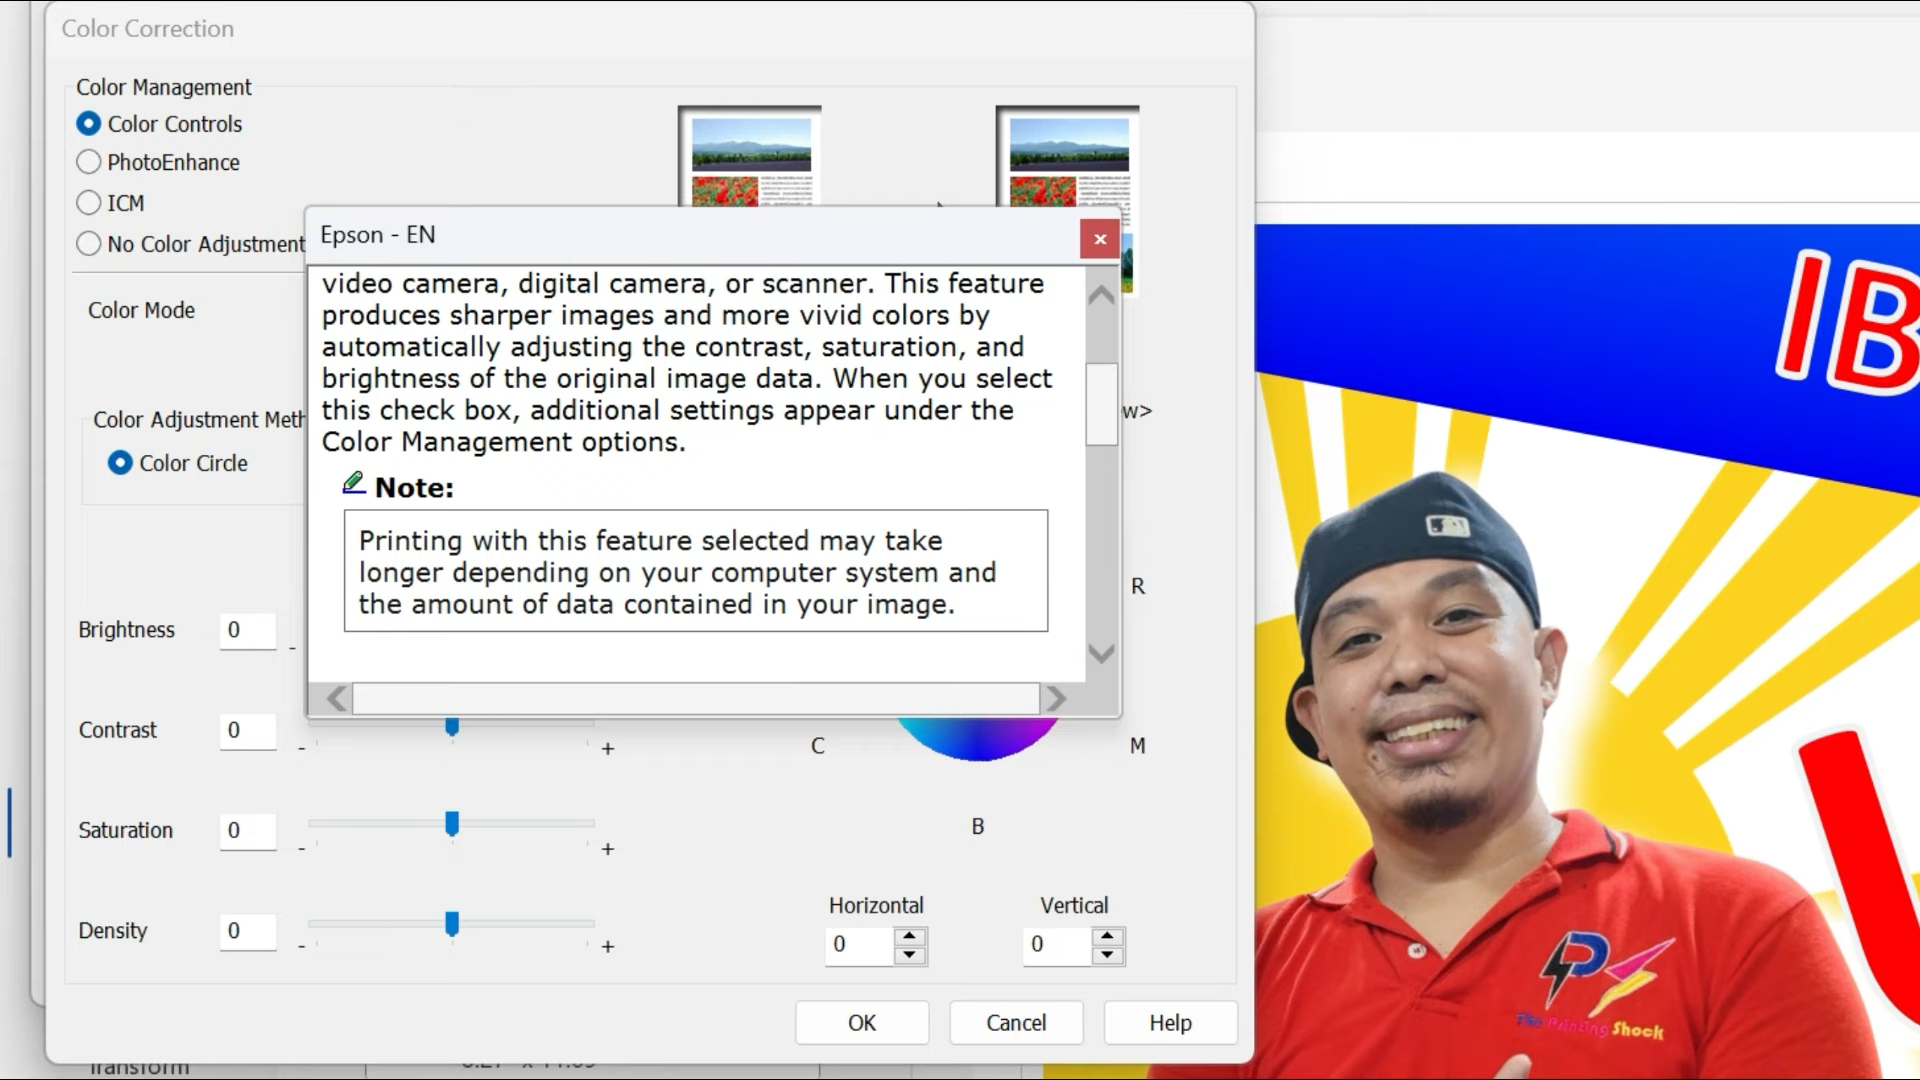 Color Correction
Color Management
Color Controls
PhotoEnhance
ICM
No Color Adjustment
Color Mode
Color Adjustment Meth
Color Circle
Epson - EN
video camera, digital camera, or scanner. This feature
produces sharper images and more vivid colors by
automatically adjusting the contrast, saturation, and
brightness of the original image data. When you select
this check box, additional settings appear under the
Color Management options.
Note:
Printing with this feature selected may take
longer depending on your computer system and
the amount of data contained in your image.
w>
R
Brightness 0 -
Contrast 0 - +
C M
Saturation 0 - +
B
Horizontal Vertical
Density 0 - + 0 0
OK Cancel Help
Transform
IB
U
PS
The Printing Shock